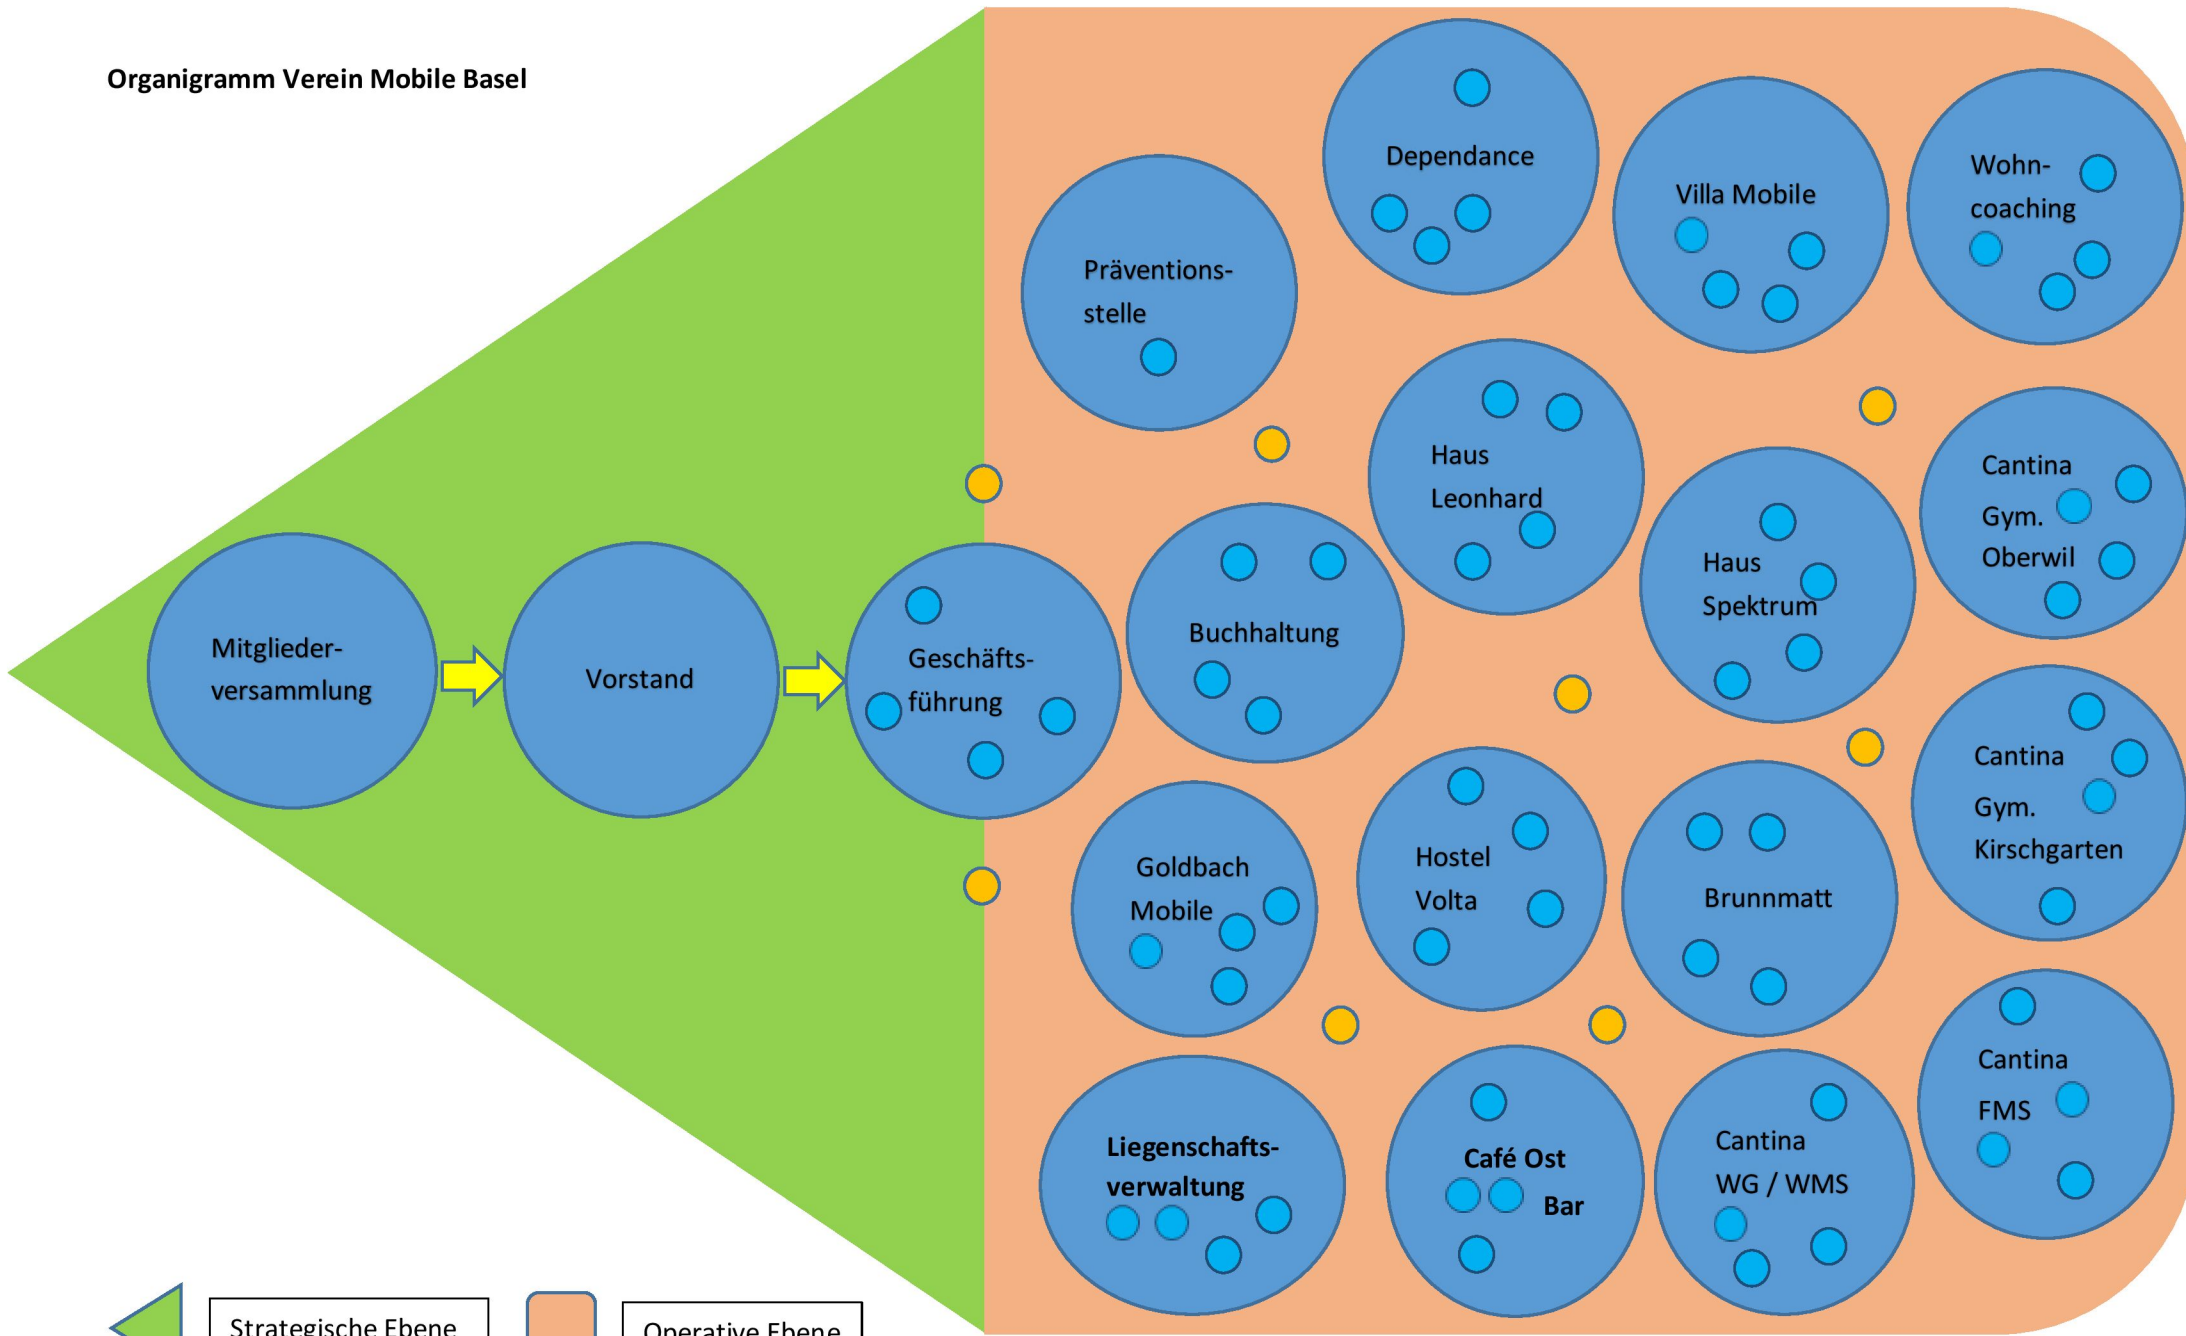 Organigramm Verein Mobile Basel
Mitglieder-
versammlung
Vorstand
Geschäfts-
führung
Präventions-
stelle
Dependance
Villa Mobile
Wohn-
coaching
Haus
Leonhard
Buchhaltung
Haus
Spektrum
Cantina
Gym.
Oberwil
Goldbach
Mobile
Hostel
Volta
Brunnmatt
Cantina
Gym.
Kirschgarten
Liegenschafts-
verwaltung
Café Ost
Bar
Cantina
WG / WMS
Cantina
FMS
Strategische Ebene
Operative Ebene